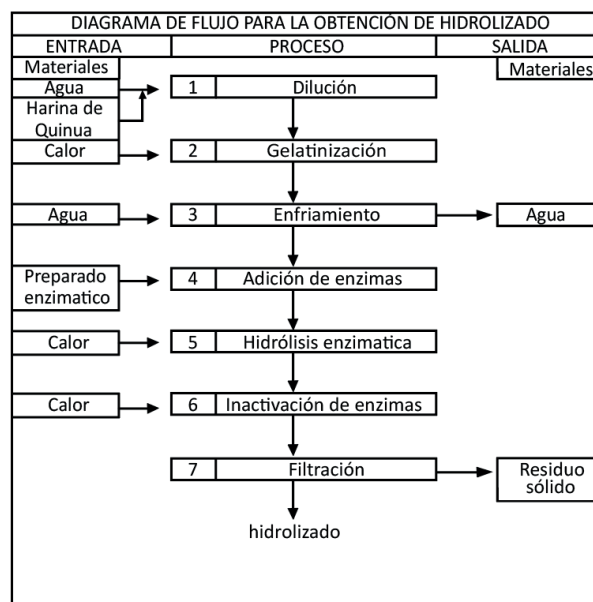 DIAGRAMA DE FLUJO PARA LA OBTENCIÓN DE HIDROLIZADO
ENTRADA
PROCESO
SALIDA
Materiales
Materiales
Agua
1
Dilución
Harina de
Quinua
Calor
2
Gelatinización
Agua
3
Enfriamiento
Agua
Preparado
enzimatico
4
Adición de enzimas
Calor
5
Hidrólisis enzimatica
Calor
6
Inactivación de enzimas
7
Filtración
Residuo
sólido
hidrolizado